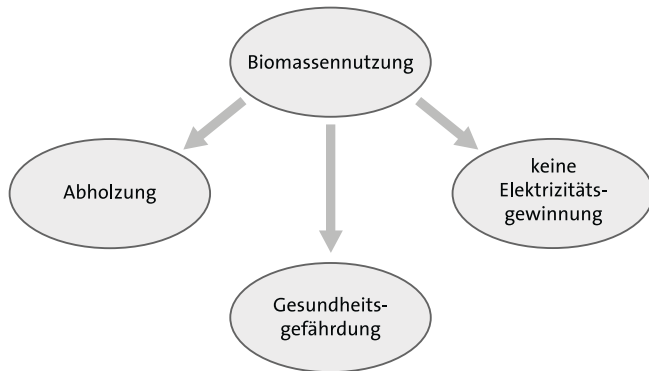 Biomassennutzung
Abholzung
keine
Elektrizitäts-
gewinnung
Gesundheits-
gefährdung